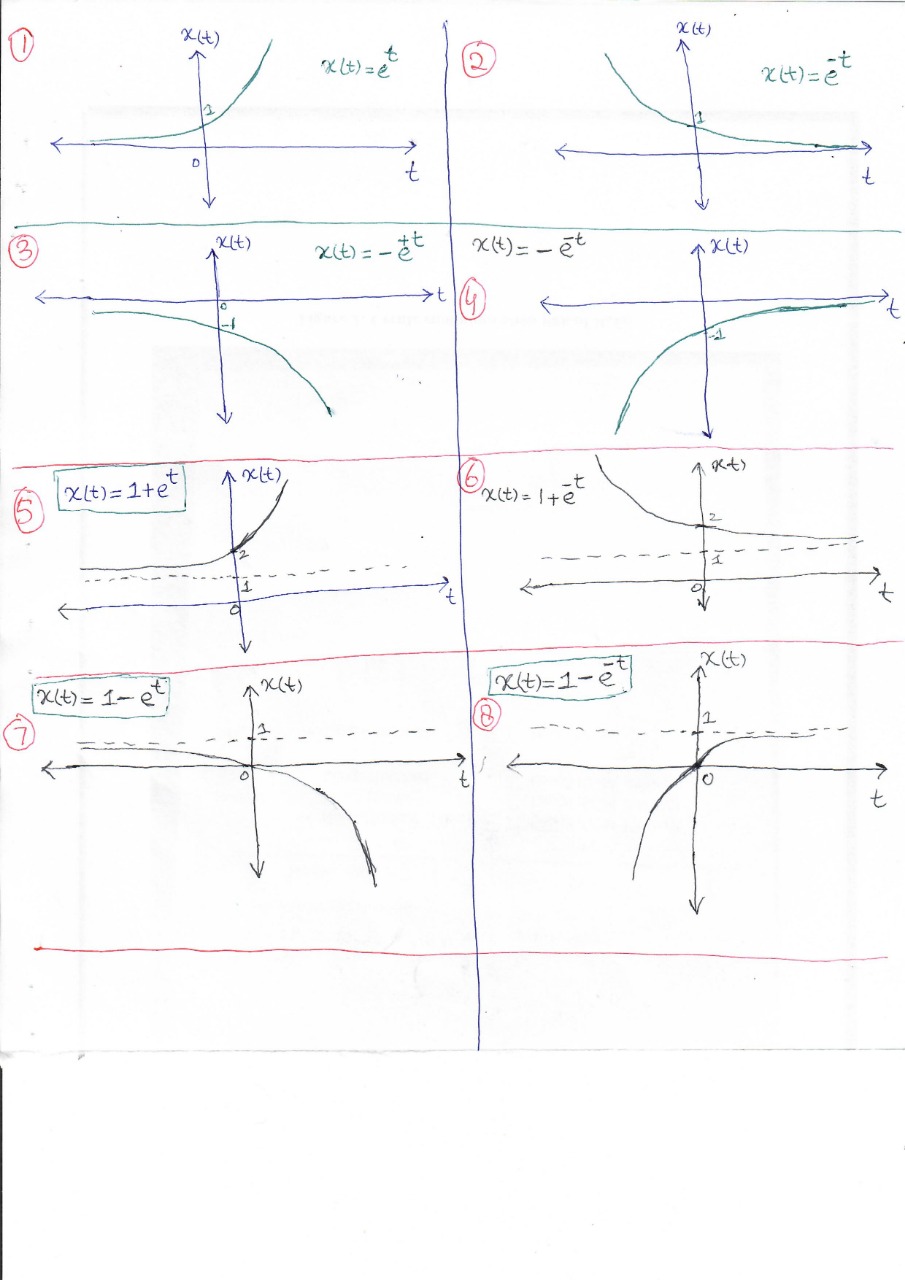 ① x(t) x(t) = e^t
1
0 t
② x(t) x(t) = e^-t
1
t
③ x(t) x(t) = -e^+t
0 t
-1
④ x(t) = -e^-t x(t)
t
-1
⑤ x(t) = 1+e^t x(t)
2
1
0 t
⑥ x(t) = 1+e^-t x(t)
2
1
0 t
⑦ x(t) = 1-e^t x(t)
1
0 t
⑧ x(t) = 1-e^-t x(t)
1
0
t